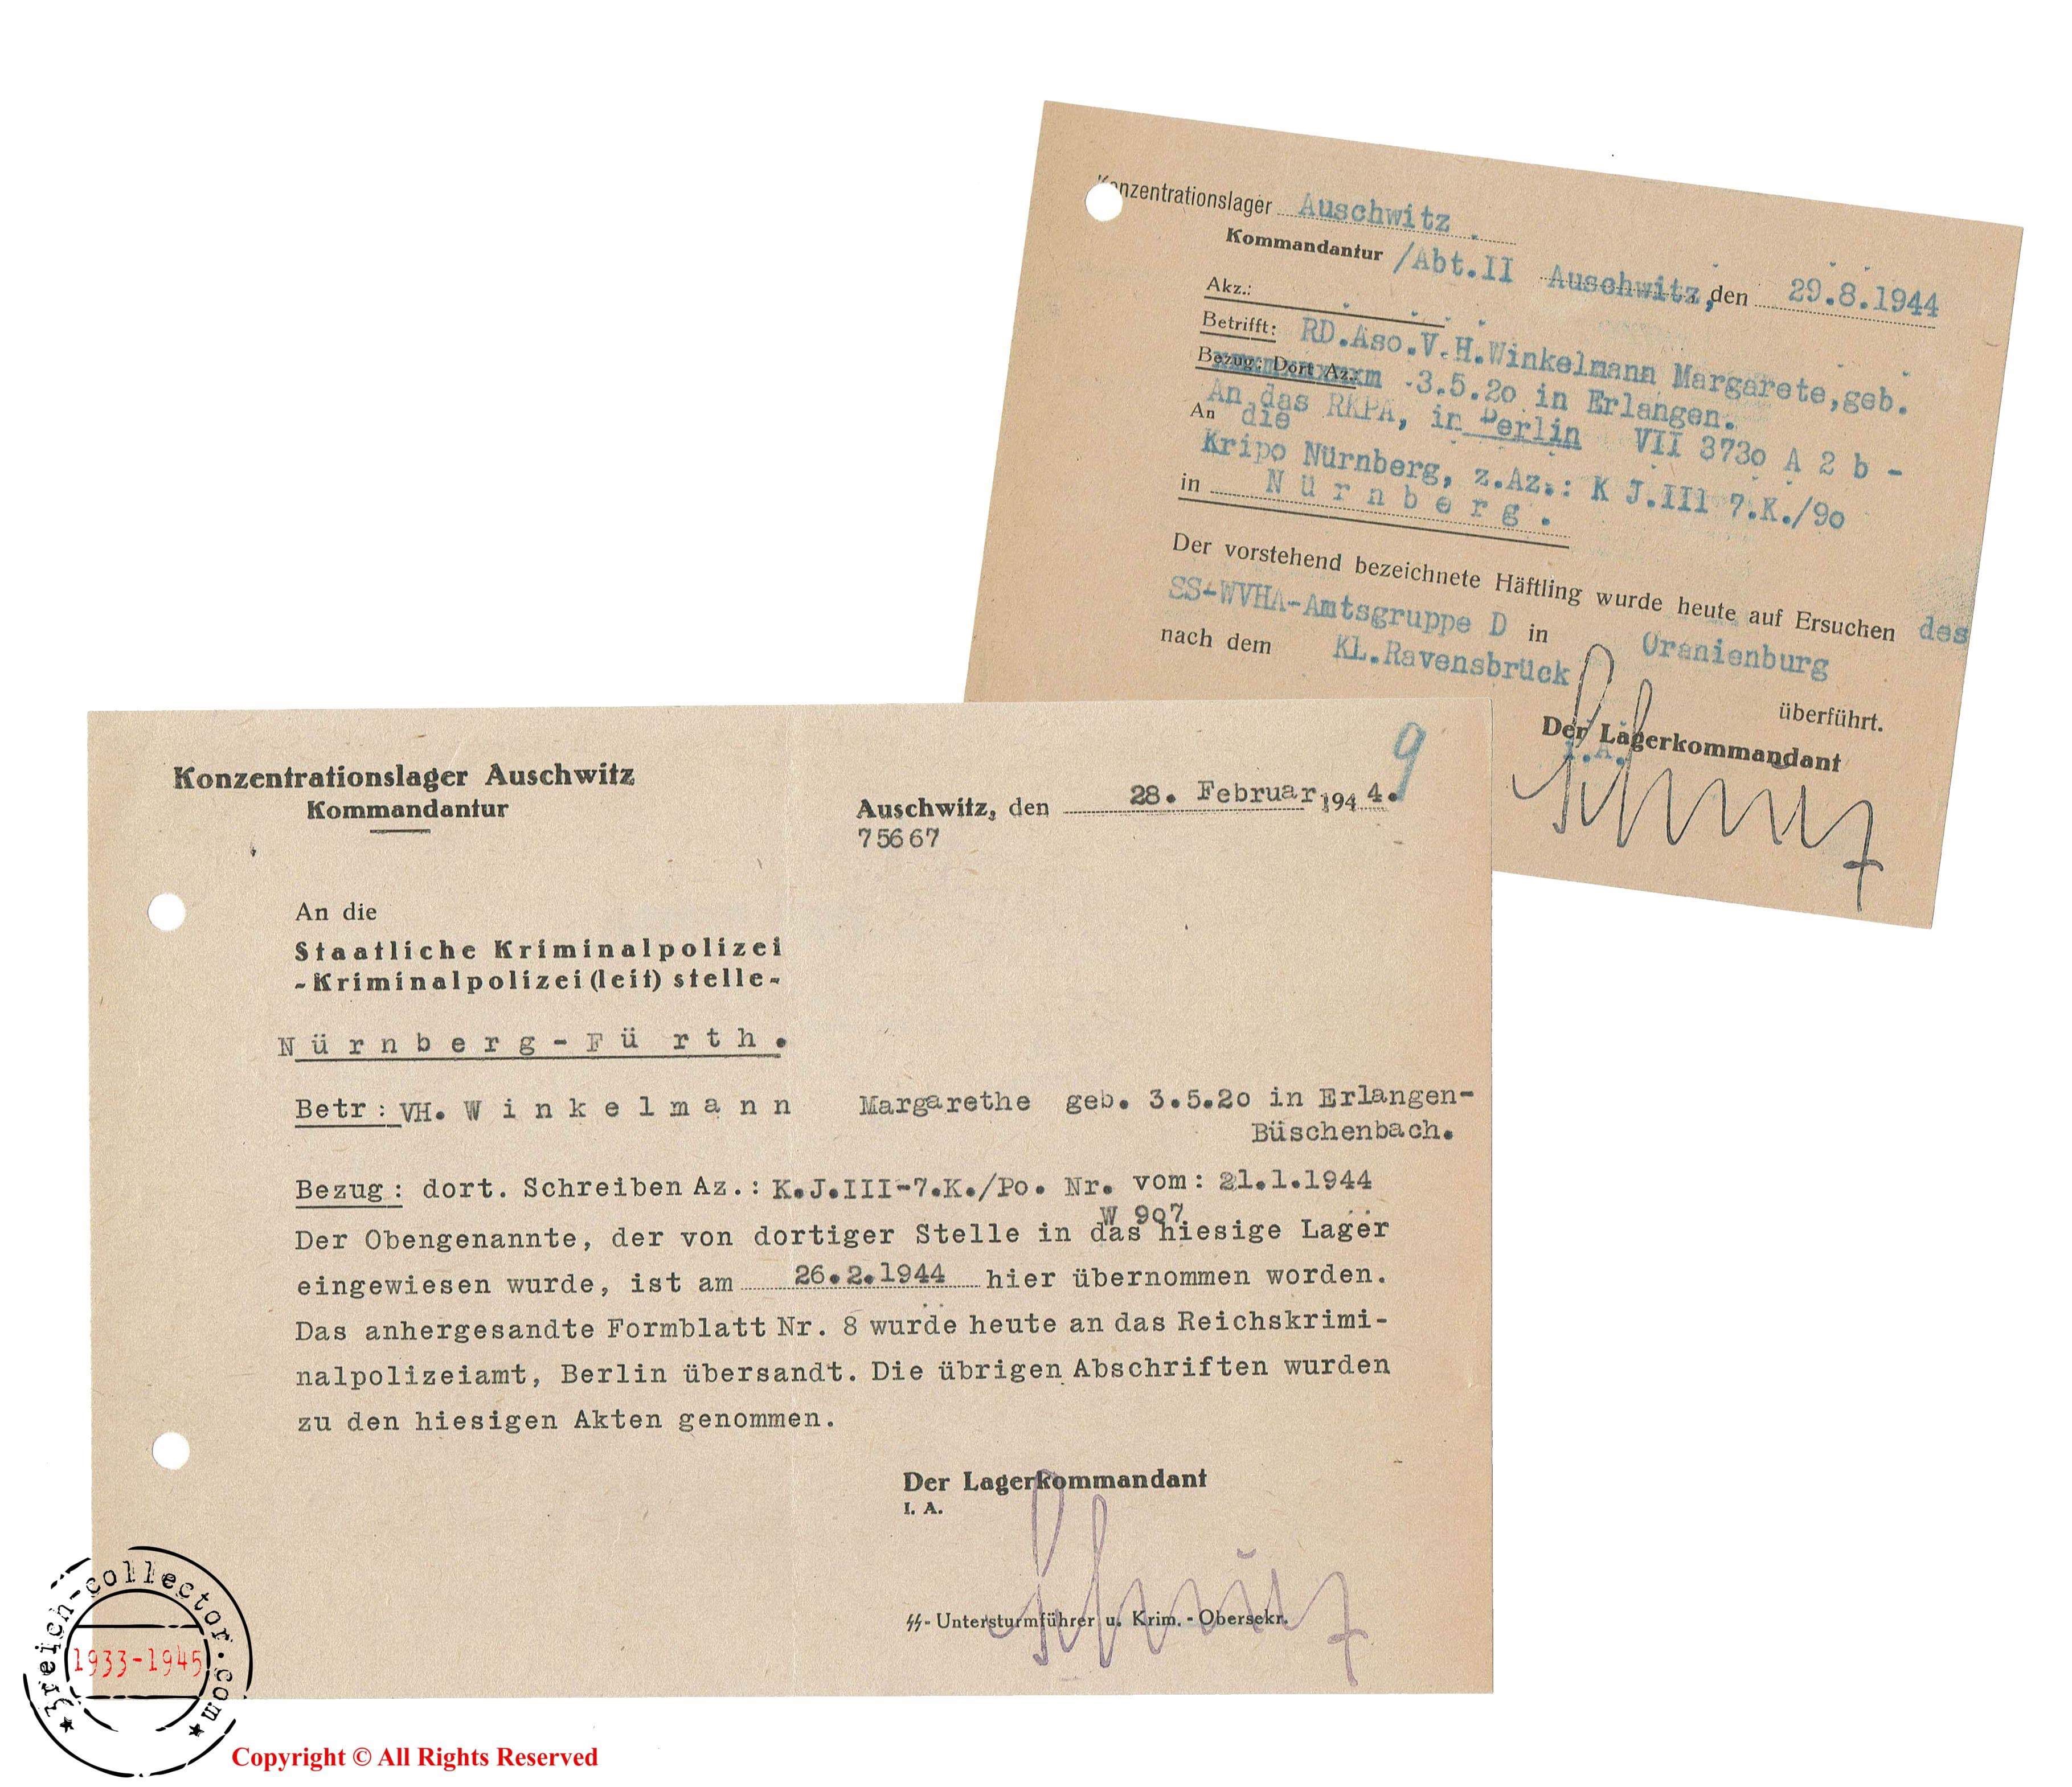 Konzentrationslager Auschwitz
Kommandantur /Abt.II Auschwitz, den 29.8.1944
Akz.:
Betrifft: RD.Aso.V.H.Winkelmann Margarete,geb.
Bezug: Dort Az.: 3.5.20 in Erlangen.
An das RKPA, in Berlin VII 3730 A 2 b -
An die
Kripo Nürnberg, z.Az.: K J.III 7.K./90
in Nürnberg.
Der vorstehend bezeichnete Häftling wurde heute auf Ersuchen des
SS-WVHA-Amtsgruppe D in Oranienburg
nach dem KL.Ravensbrück
überführt.
Der Lagerkommandant
I.A.
Konzentrationslager Auschwitz
Kommandantur
9
Auschwitz, den 28. Februar 1944.
75667
An die
Staatliche Kriminalpolizei
-Kriminalpolizei(leit) stelle-
Nürnberg-Fürth.
Betr: VH. Winkelmann Margarethe geb. 3.5.20 in Erlangen-
Büschenbach.
Bezug: dort. Schreiben Az.: K.J.III-7.K./Po. Nr. vom: 21.1.1944
W 907
Der Obengenannte, der von dortiger Stelle in das hiesige Lager
eingewiesen wurde, ist am 26.2.1944 hier übernommen worden.
Das anhergesandte Formblatt Nr. 8 wurde heute an das Reichskrimi-
nalpolizeiamt, Berlin übersandt. Die übrigen Abschriften wurden
zu den hiesigen Akten genommen.
Der Lagerkommandant
I. A.
SS-Untersturmführer u. Krim.-Obersekr.
3reich-collector.com
1933-1945
Copyright © All Rights Reserved